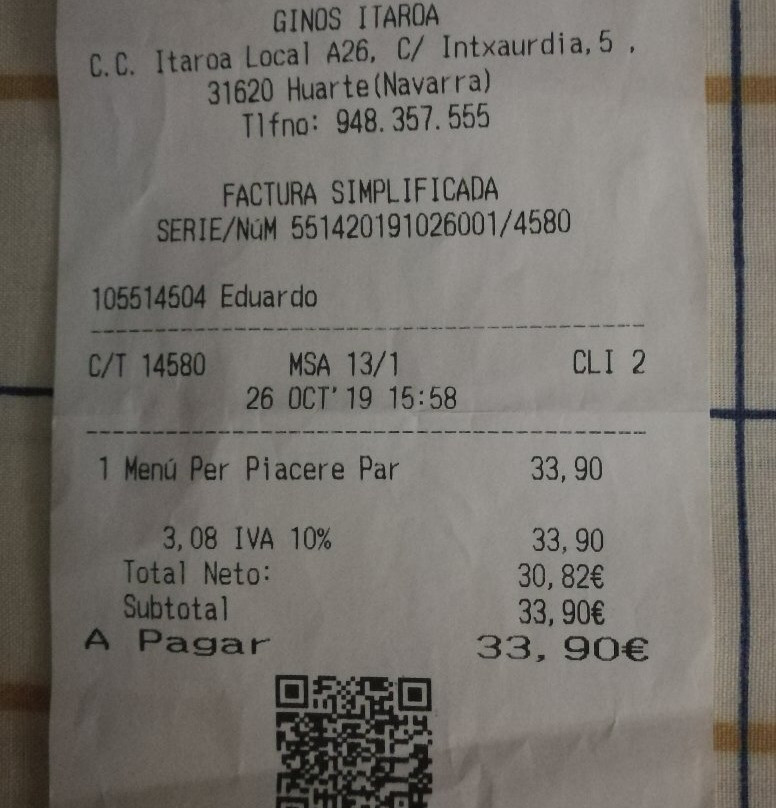 GINOS ITAROA
C.C. Itaroa Local A26, C/ Intxaurdia,5 ,
31620 Huarte(Navarra)
Tlfno: 948.357.555
FACTURA SIMPLIFICADA
SERIE/NúM 551420191026001/4580
105514504 Eduardo
C/T 14580 MSA 13/1 CLI 2
26 OCT'19 15:58
1 Menú Per Piacere Par 33,90
3,08 IVA 10% 33,90
Total Neto: 30,82€
Subtotal 33,90€
A Pagar 33,90€